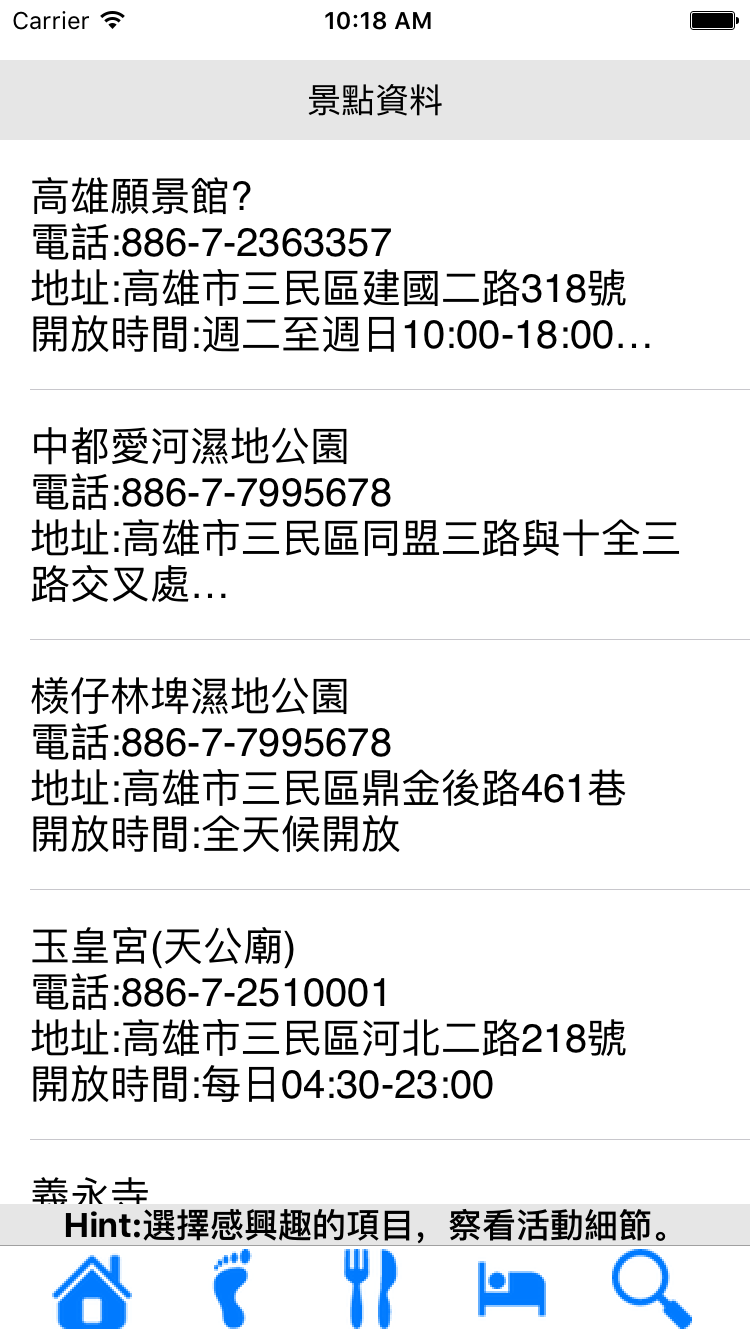 Carrier 10:18 AM
景點資料
高雄願景館?
電話:886-7-2363357
地址:高雄市三民區建國二路318號
開放時間:週二至週日10:00-18:00…
中都愛河濕地公園
電話:886-7-7995678
地址:高雄市三民區同盟三路與十全三
路交叉處…
檨仔林埤濕地公園
電話:886-7-7995678
地址:高雄市三民區鼎金後路461巷
開放時間:全天候開放
玉皇宮(天公廟)
電話:886-7-2510001
地址:高雄市三民區河北二路218號
開放時間:每日04:30-23:00
義永寺
Hint:選擇感興趣的項目，察看活動細節。